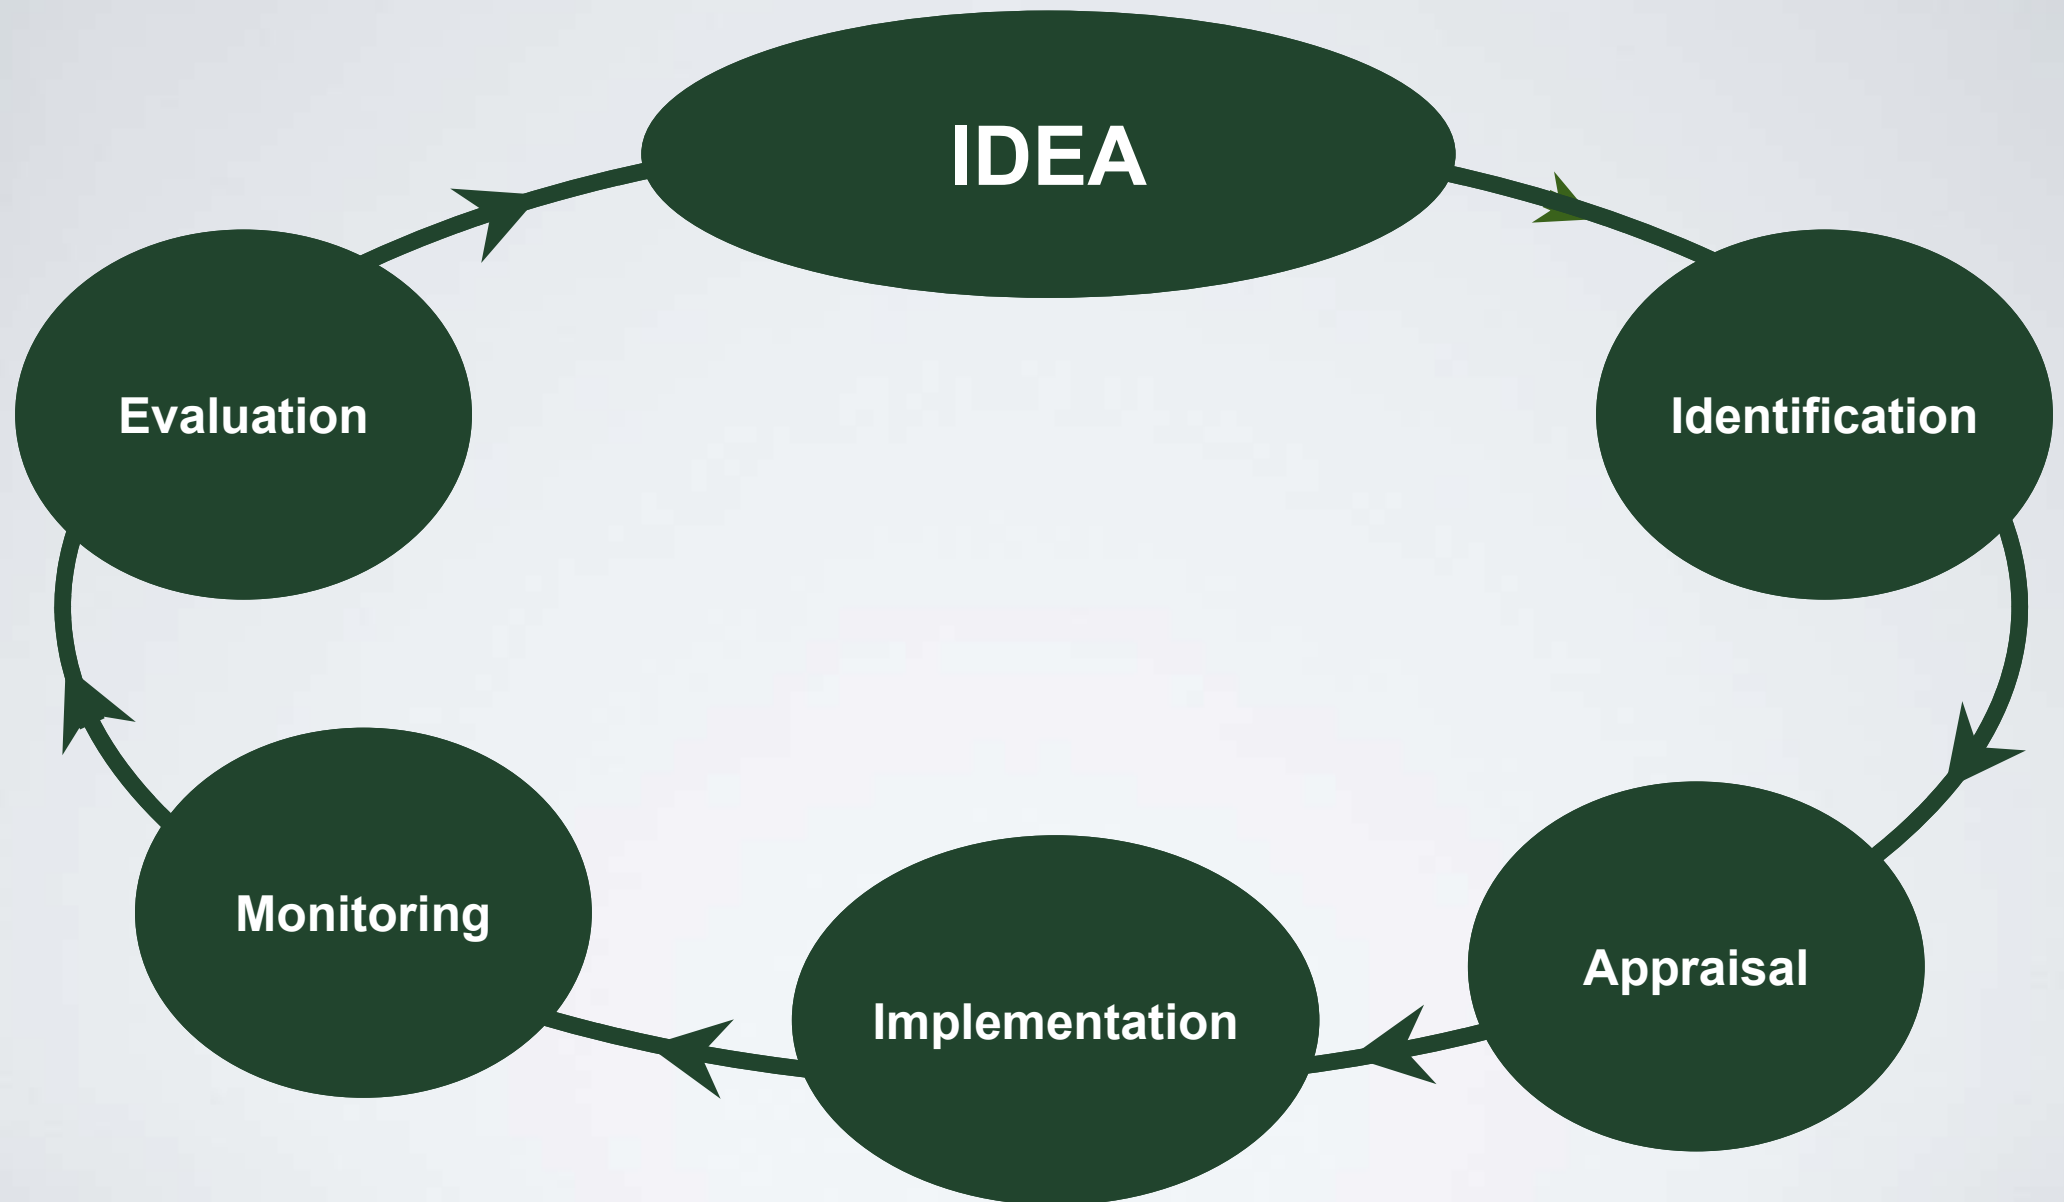 IDEA
Identification
Appraisal
Implementation
Monitoring
Evaluation